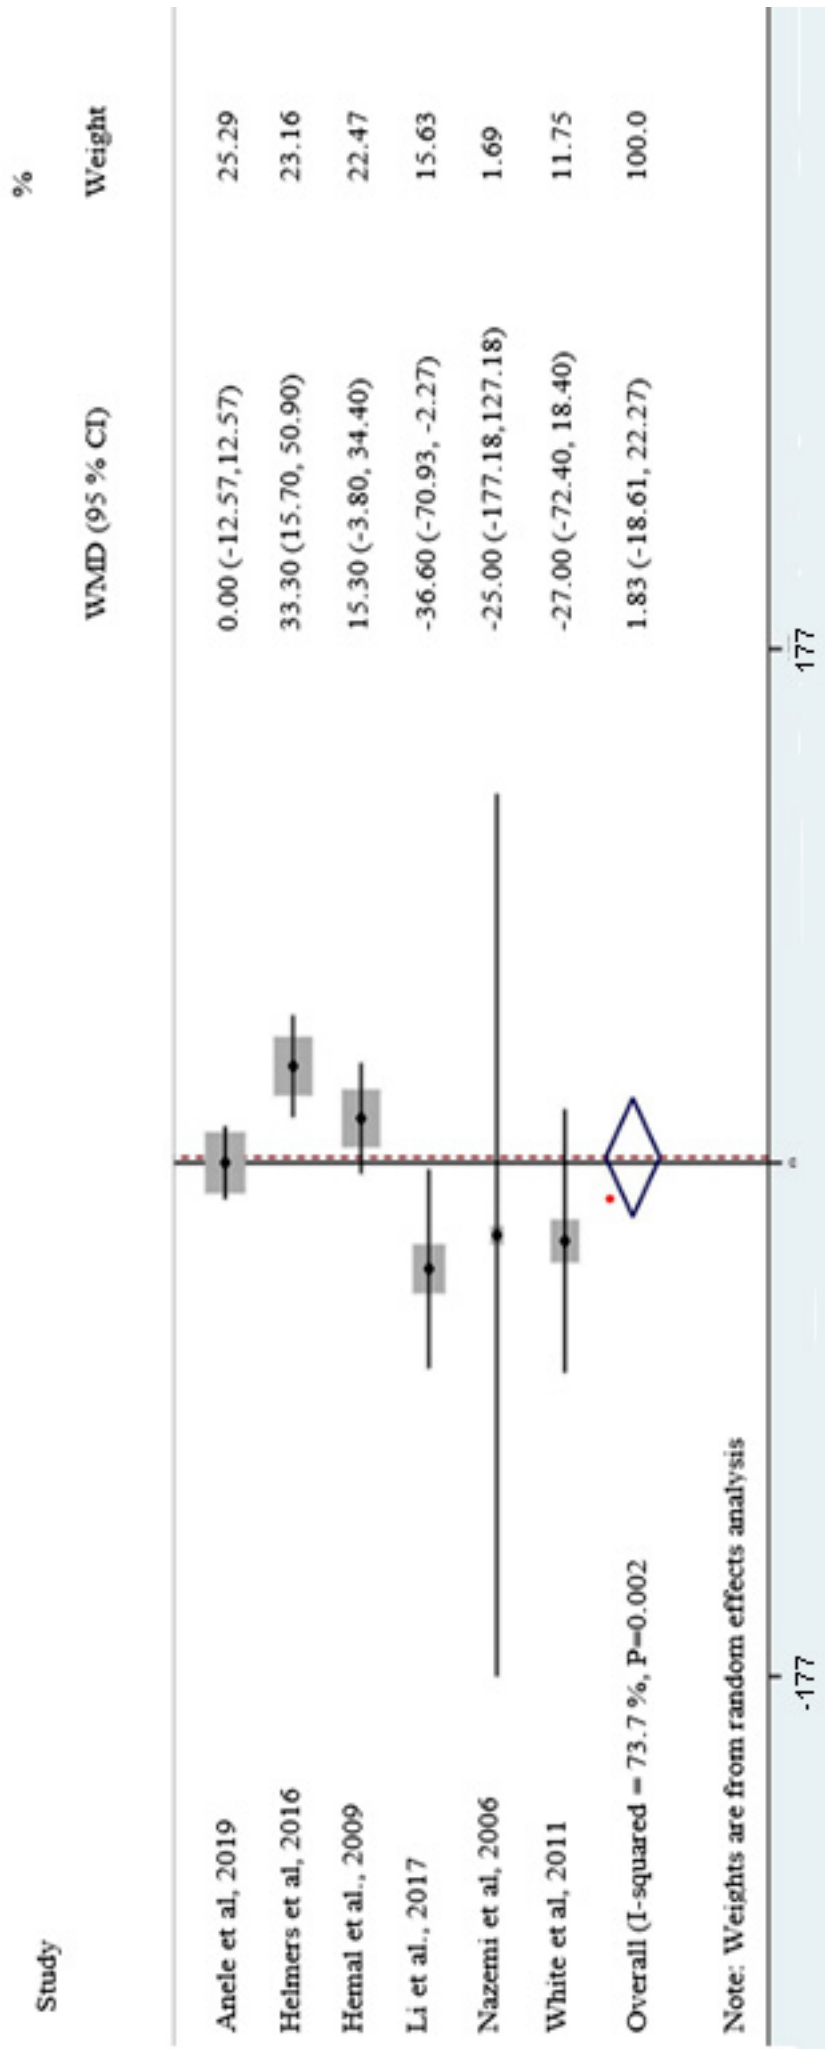 %
Study WMD (95 % CI) Weight
Anele et al, 2019 0.00 (-12.57,12.57) 25.29
Helmers et al, 2016 33.30 (15.70, 50.90) 23.16
Hemal et al., 2009 15.30 (-3.80, 34.40) 22.47
Li et al., 2017 -36.60 (-70.93, -2.27) 15.63
Nazemi et al, 2006 -25.00 (-177.18,127.18) 1.69
White et al, 2011 -27.00 (-72.40, 18.40) 11.75
Overall (I-squared = 73.7 %, P=0.002 1.83 (-18.61, 22.27) 100.0
Note: Weights are from random effects analysis
-177 0 177